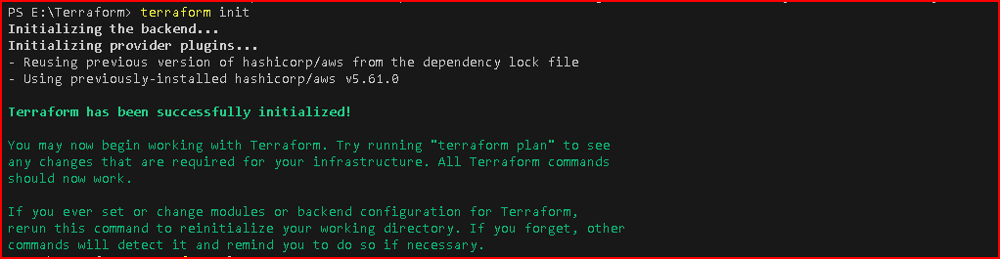 PS E:\Terraform> terraform init
Initializing the backend...
Initializing provider plugins...
- Reusing previous version of hashicorp/aws from the dependency lock file
- Using previously-installed hashicorp/aws v5.61.0
Terraform has been successfully initialized!
You may now begin working with Terraform. Try running "terraform plan" to see
any changes that are required for your infrastructure. All Terraform commands
should now work.
If you ever set or change modules or backend configuration for Terraform,
rerun this command to reinitialize your working directory. If you forget, other
commands will detect it and remind you to do so if necessary.